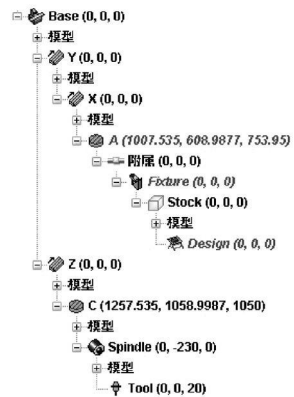 Base (0, 0, 0)
模型
Y (0, 0, 0)
模型
X (0, 0, 0)
模型
A (1007.535, 608.9877, 753.95)
附属 (0, 0, 0)
Fixture (0, 0, 0)
Stock (0, 0, 0)
模型
Design (0, 0, 0)
Z (0, 0, 0)
模型
C (1257.535, 1058.9987, 1050)
模型
Spindle (0, -230, 0)
模型
Tool (0, 0, 20)